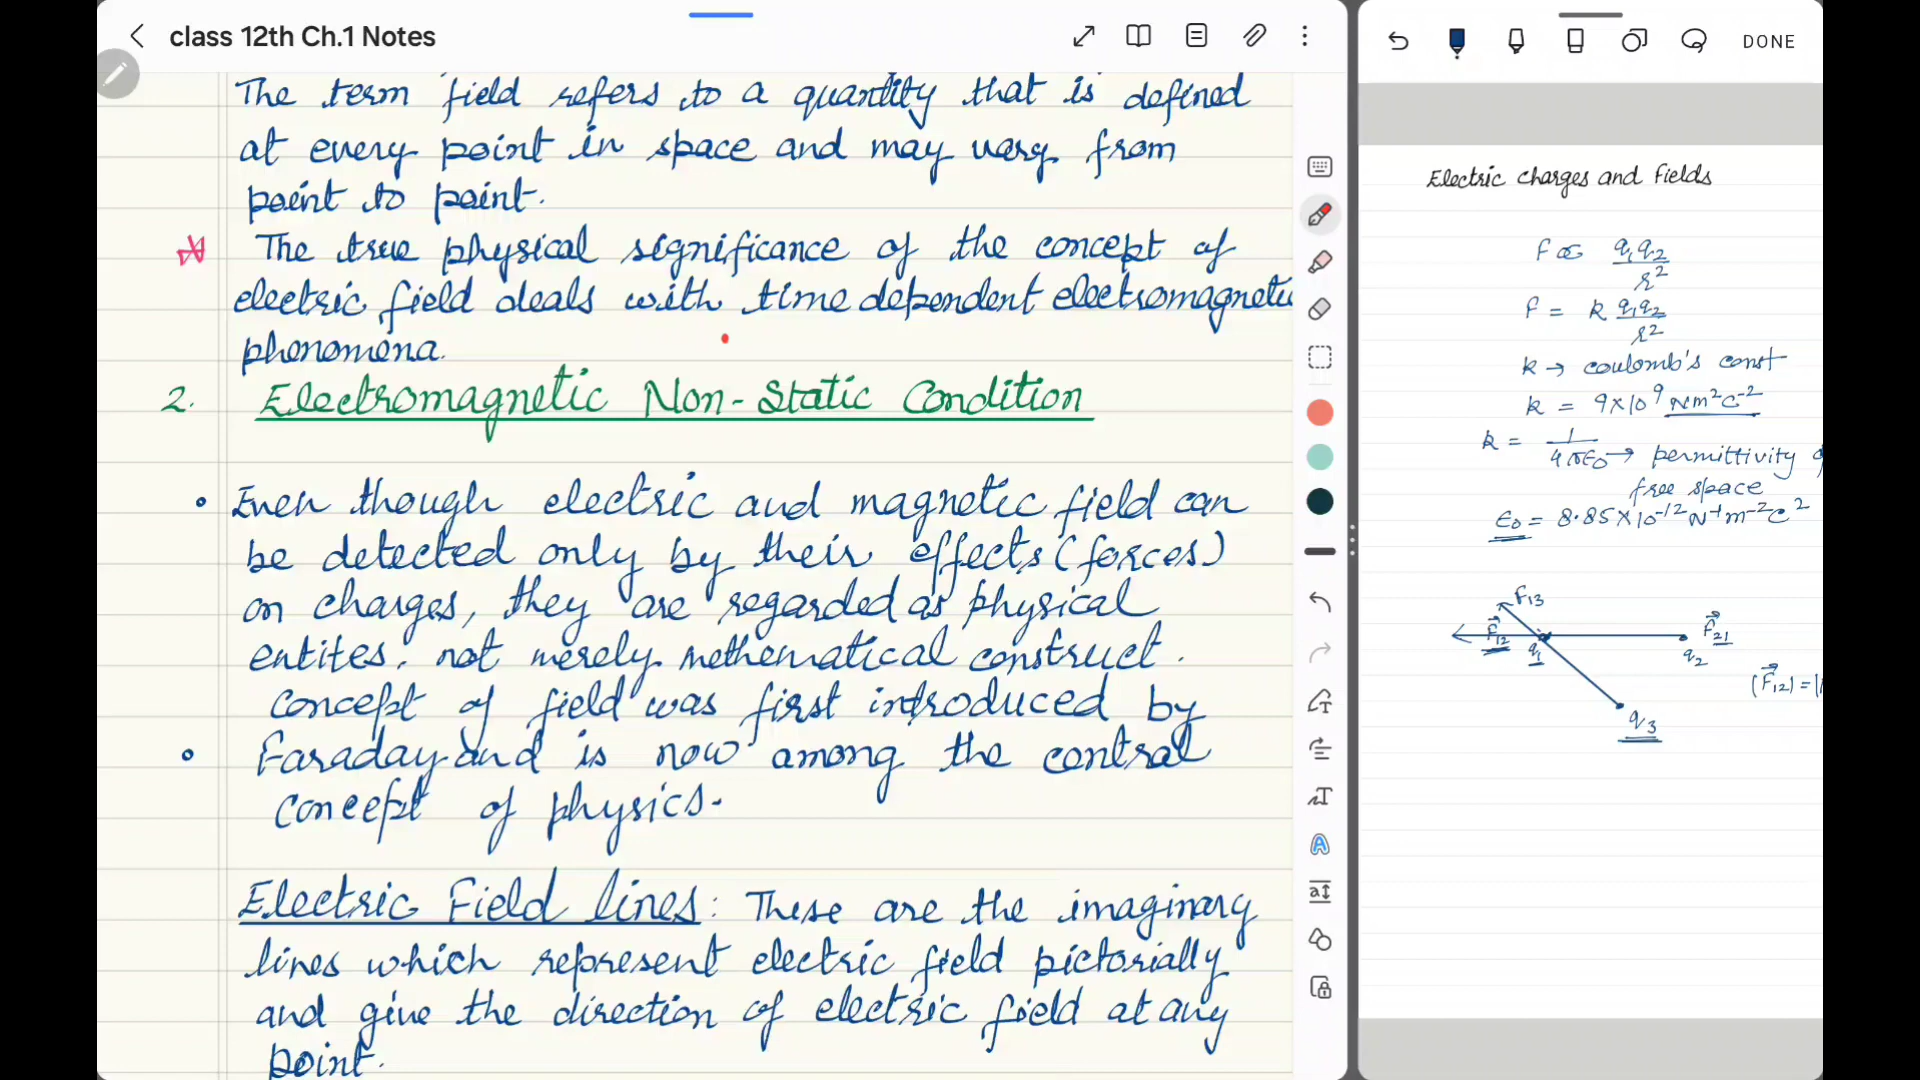 class 12th Ch.1 Notes
The term field refers to a quantity that is defined
at every point in space and may vary from
point to point.
The true physical significance of the concept of
electric field deals with time dependent electromagnetic
phenomena.
2. Electromagnetic Non-Static Condition
• Even though electric and magnetic field can
be detected only by their effects (forces)
on charges, they are regarded as physical
entites, not merely methematical construct.
concept of field was first introduced by
• Faraday and is now among the central
concept of physics.
Electric Field lines: These are the imaginary
lines which represent electric field pictorially
and give the direction of electric field at any
point.
DONE
Electric charges and Fields
F ∝ q₁q₂/r²
F = k q₁q₂/r²
k → coulomb's const
k = 9×10⁹ Nm²C⁻²
k = 1/4πε₀ → permittivity of
free space
ε₀ = 8.85×10⁻¹² N⁻¹m⁻²C²
F₁₃
F⃗₁₂
q₁
F⃗₂₁
q₂
|F⃗₁₂| = |
q₃